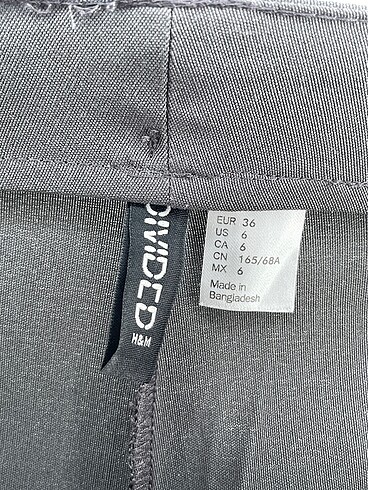 DIVIDED
H&M
EUR 36
US 6
CA 6
CN 165/68A
MX 6
Made in
Bangladesh